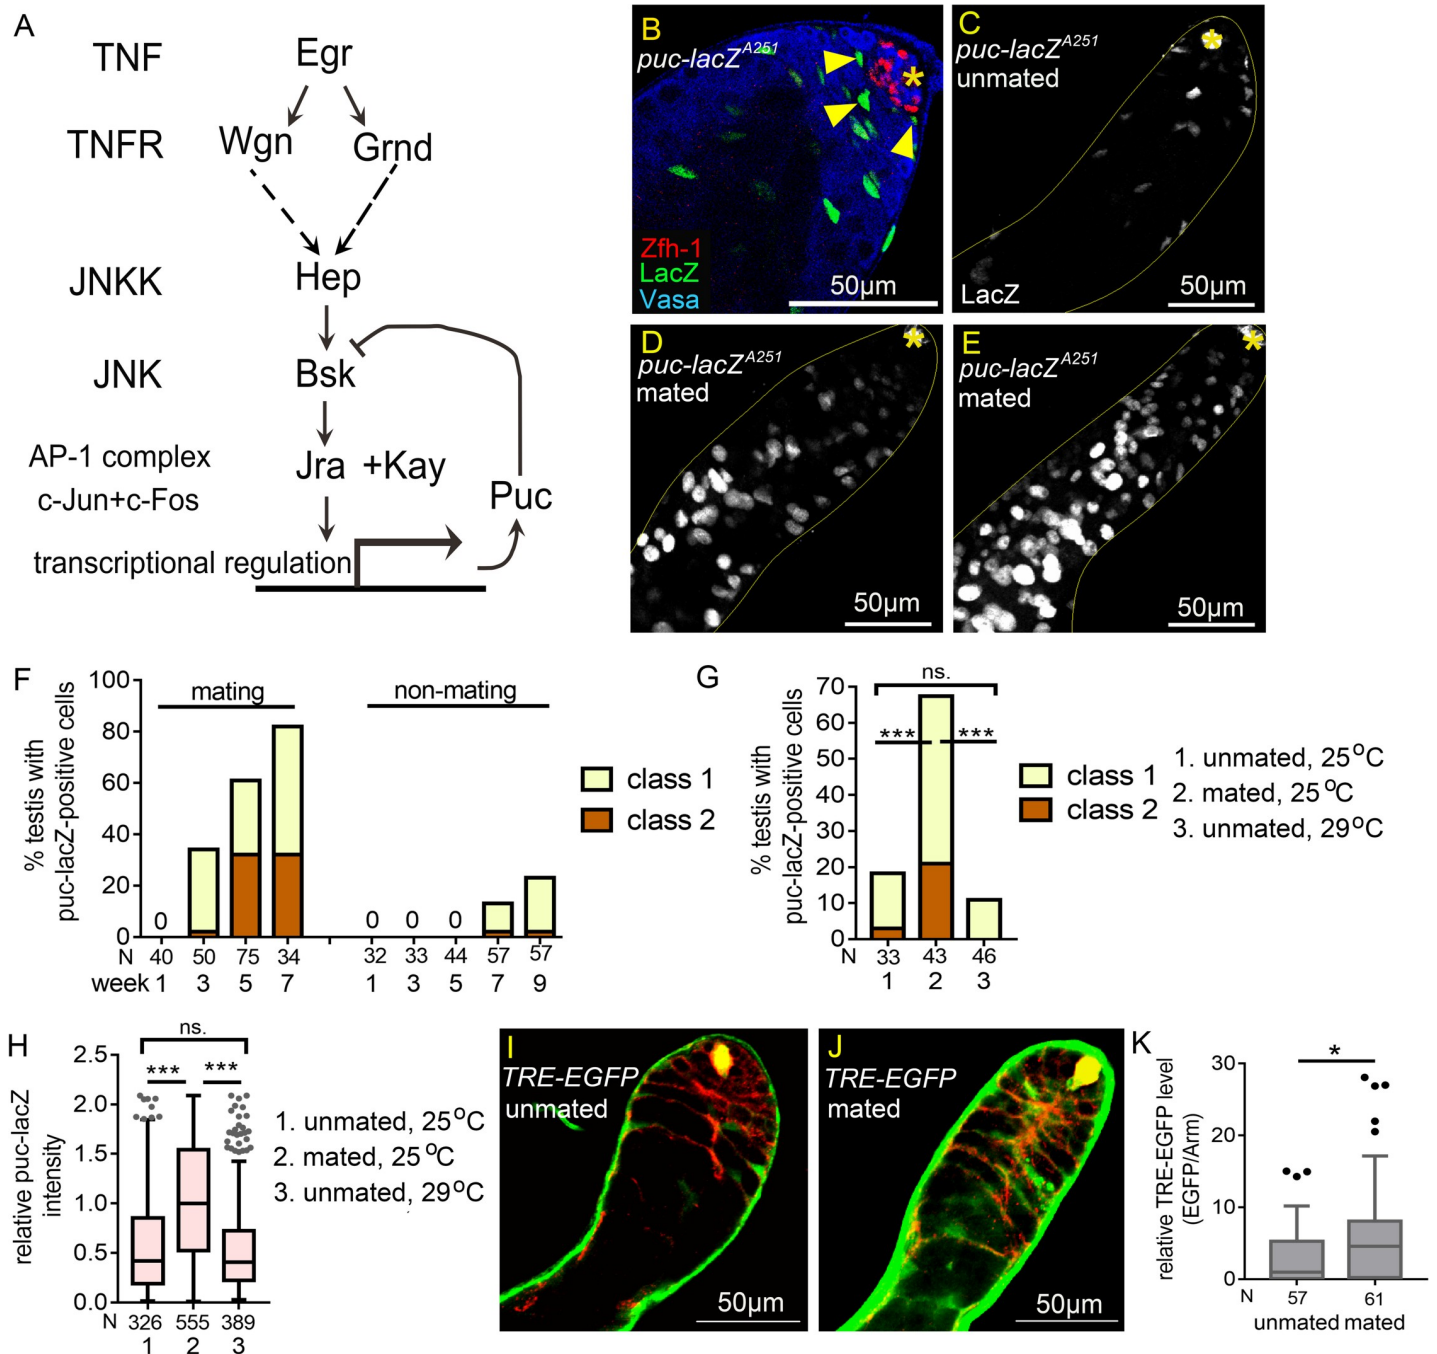 A
TNF
Egr
TNFR
Wgn
Grnd
JNKK
Hep
JNK
Bsk
AP-1 complex
c-Jun+c-Fos
Jra +Kay
Puc
transcriptional regulation
B
puc-lacZ^A251
*
Zfh-1
LacZ
Vasa
50µm
C
puc-lacZ^A251
unmated
*
LacZ
50µm
D
puc-lacZ^A251
mated
*
50µm
E
puc-lacZ^A251
mated
*
50µm
F
% testis with
puc-lacZ-positive cells
100
80
60
40
20
0
mating
non-mating
0
0 0 0
N 40 50 75 34 32 33 44 57 57
week 1 3 5 7 1 3 5 7 9
class 1
class 2
G
% testis with
puc-lacZ-positive cells
70
60
50
40
30
20
10
0
ns.
*** ***
N 33 43 46
1 2 3
class 1
class 2
1. unmated, 25°C
2. mated, 25°C
3. unmated, 29°C
H
relative puc-lacZ
intensity
2.5
2.0
1.5
1.0
0.5
0.0
ns.
*** ***
N 326 555 389
1 2 3
1. unmated, 25°C
2. mated, 25°C
3. unmated, 29°C
I
TRE-EGFP
unmated
50µm
J
TRE-EGFP
mated
50µm
K
relative TRE-EGFP level
(EGFP/Arm)
30
20
10
0
*
N 57 61
unmated mated